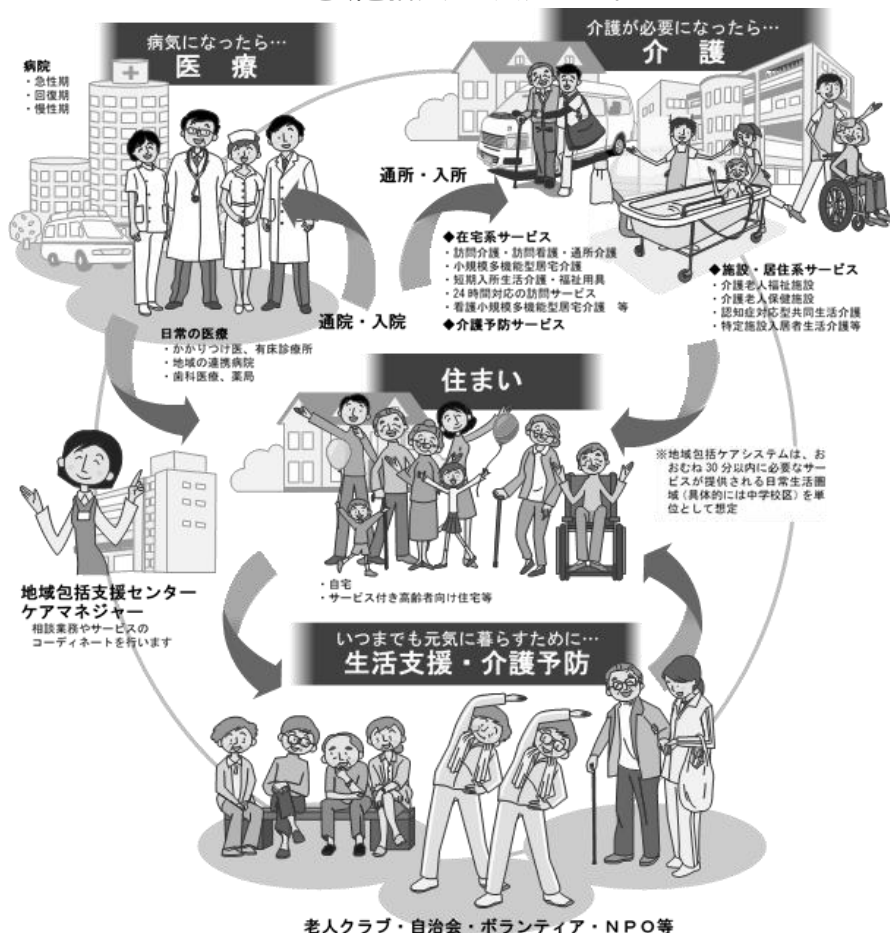 病気になったら…
医 療
病院
・急性期
・回復期
・慢性期
介護が必要になったら…
介 護
通所・入所
◆在宅系サービス
・訪問介護・訪問看護・通所介護
・小規模多機能型居宅介護
・短期入所生活介護・福祉用具
・24時間対応の訪問サービス
・看護小規模多機能型居宅介護 等
◆介護予防サービス
◆施設・居住系サービス
・介護老人福祉施設
・介護老人保健施設
・認知症対応型共同生活介護
・特定施設入居者生活介護等
通院・入院
日常の医療
・かかりつけ医、有床診療所
・地域の連携病院
・歯科医療、薬局
住まい
※地域包括ケアシステムは、お
おむね30分以内に必要なサー
ビスが提供される日常生活圏
域（具体的には中学校区）を単
位として想定
・自宅
・サービス付き高齢者向け住宅等
地域包括支援センター
ケアマネジャー
相談業務やサービスの
コーディネートを行います
いつまでも元気に暮らすために…
生活支援・介護予防
老人クラブ・自治会・ボランティア・ＮＰＯ等